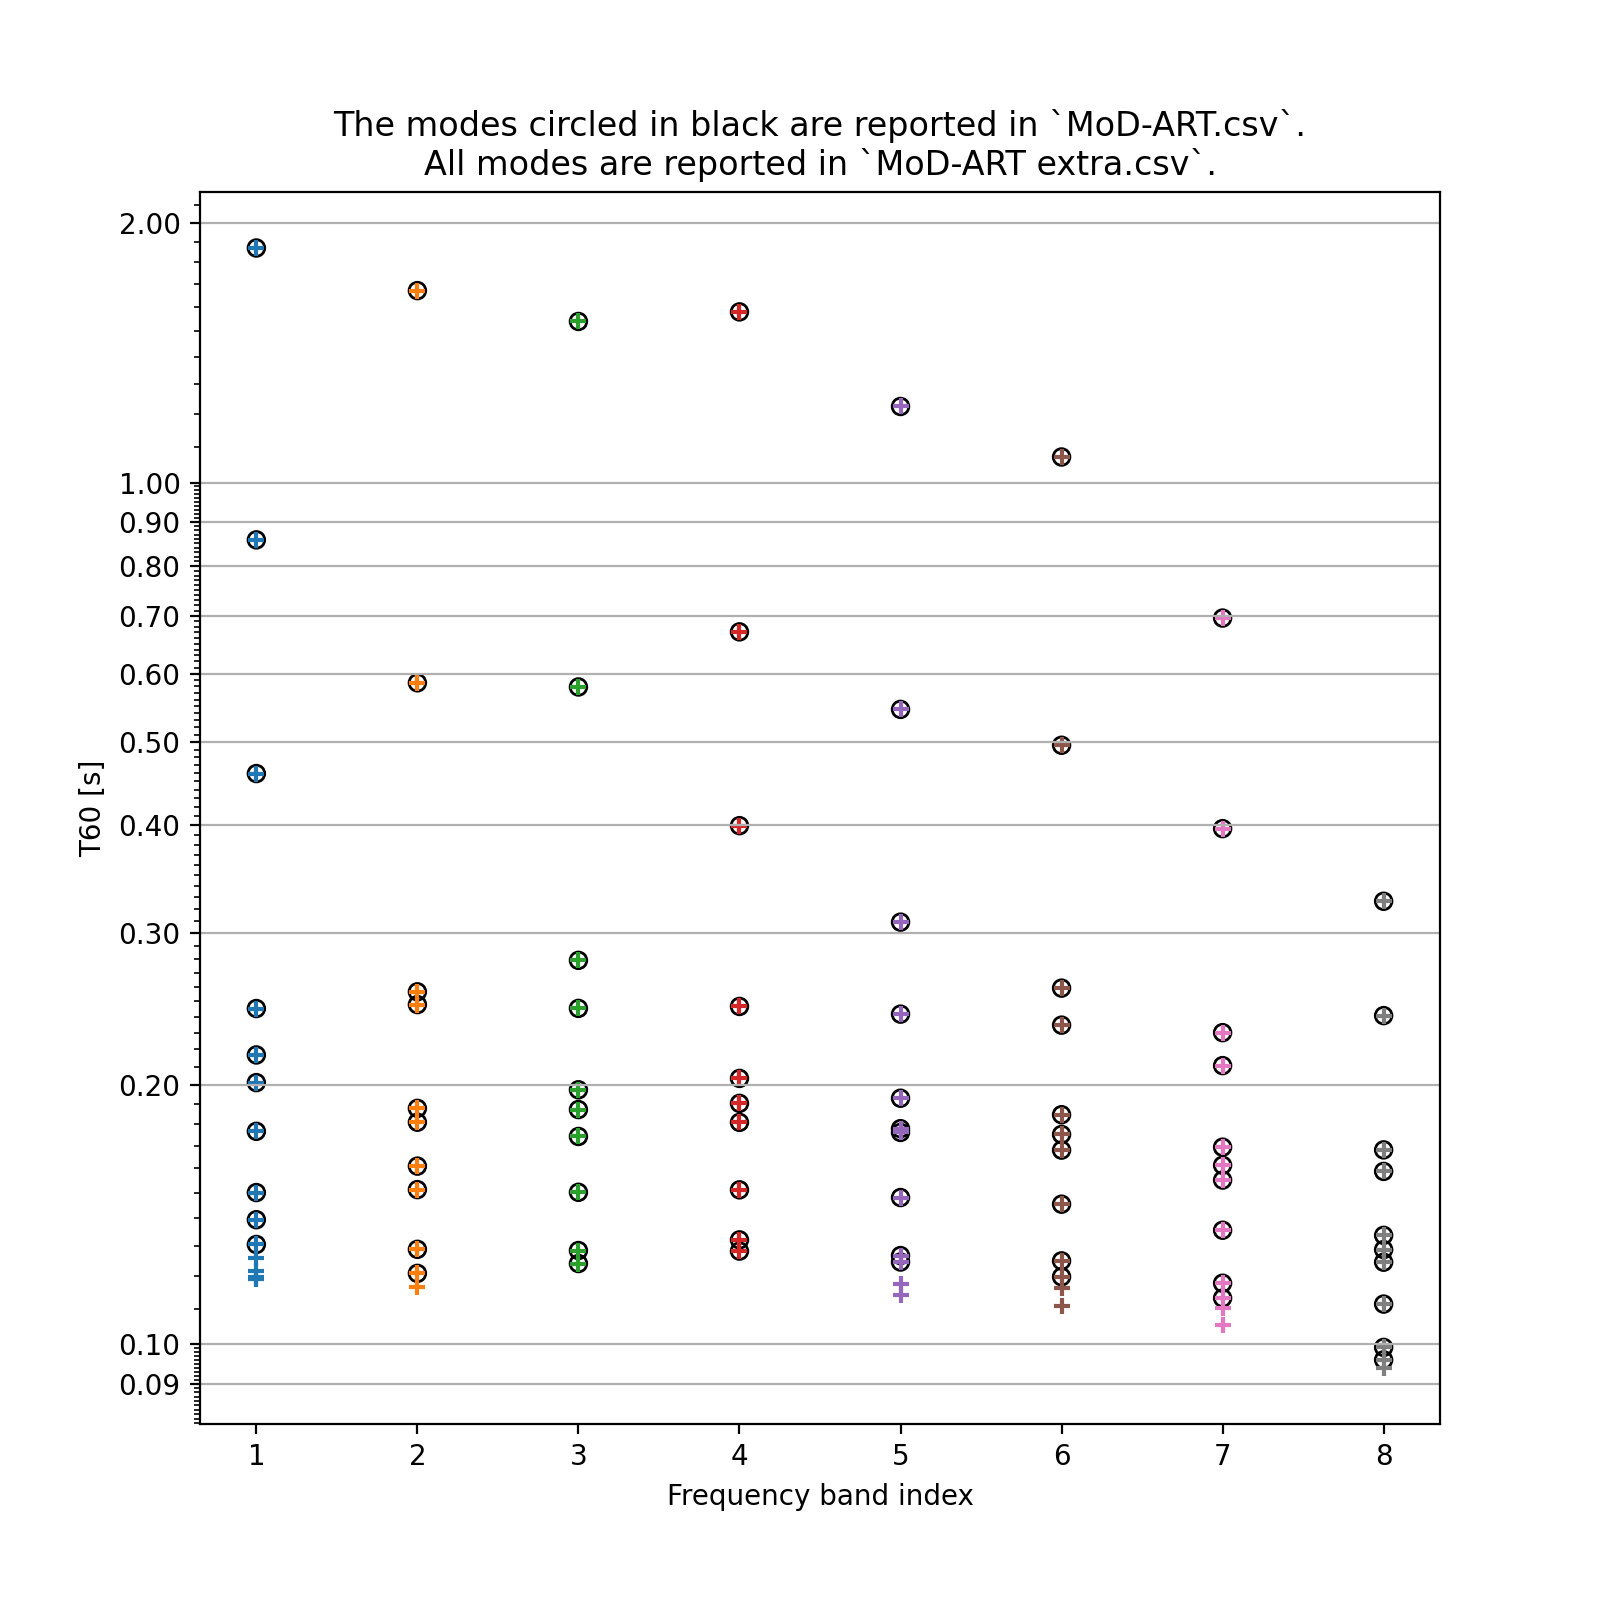 The modes circled in black are reported in `MoD-ART.csv`.
All modes are reported in `MoD-ART extra.csv`.
2.00
1.00
0.90
0.80
0.70
0.60
0.50
0.40
0.30
0.20
0.10
0.09
T60 [s]
1 2 3 4 5 6 7 8
Frequency band index